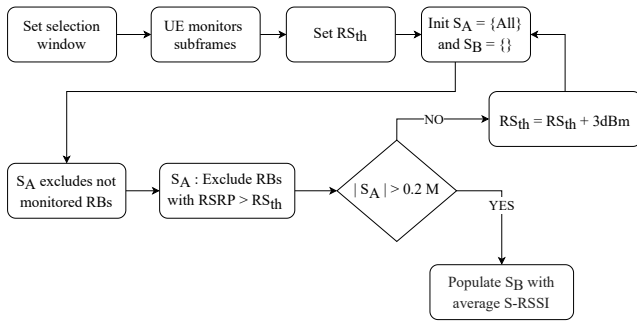 Set selection
window
UE monitors
subframes
Set RSth
Init SA = {All}
and SB = {}
RSth = RSth + 3dBm
NO
SA excludes not
monitored RBs
SA : Exclude RBs
with RSRP > RSth
| SA | > 0.2 M
YES
Populate SB with
average S-RSSI